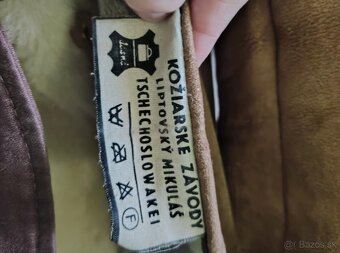 KOŽIARSKE ZÁVODY
LIPTOVSKÝ MIKULÁŠ
TSCHECHOSLOWAKEI
F
Bazos.sk